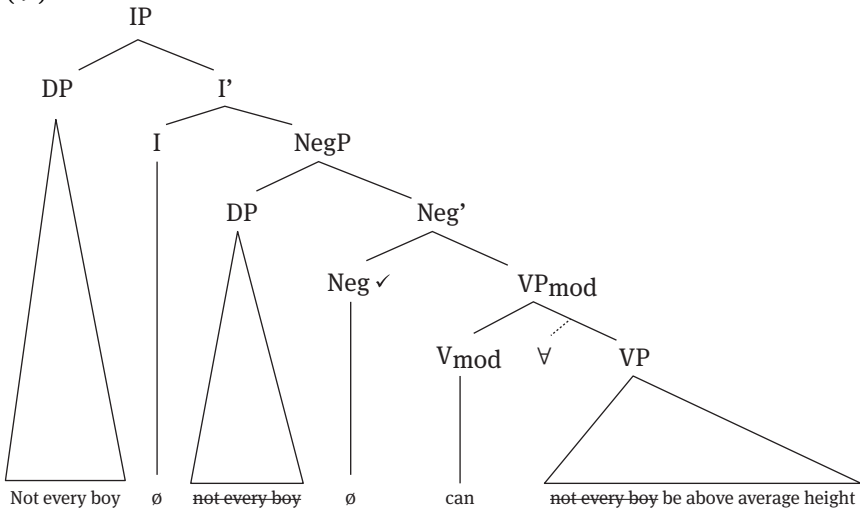 IP
DP I’
I NegP
DP Neg’
Neg ✓ VPmod
Vmod ∀ VP
Not every boy ø not every boy ø can not every boy be above average height